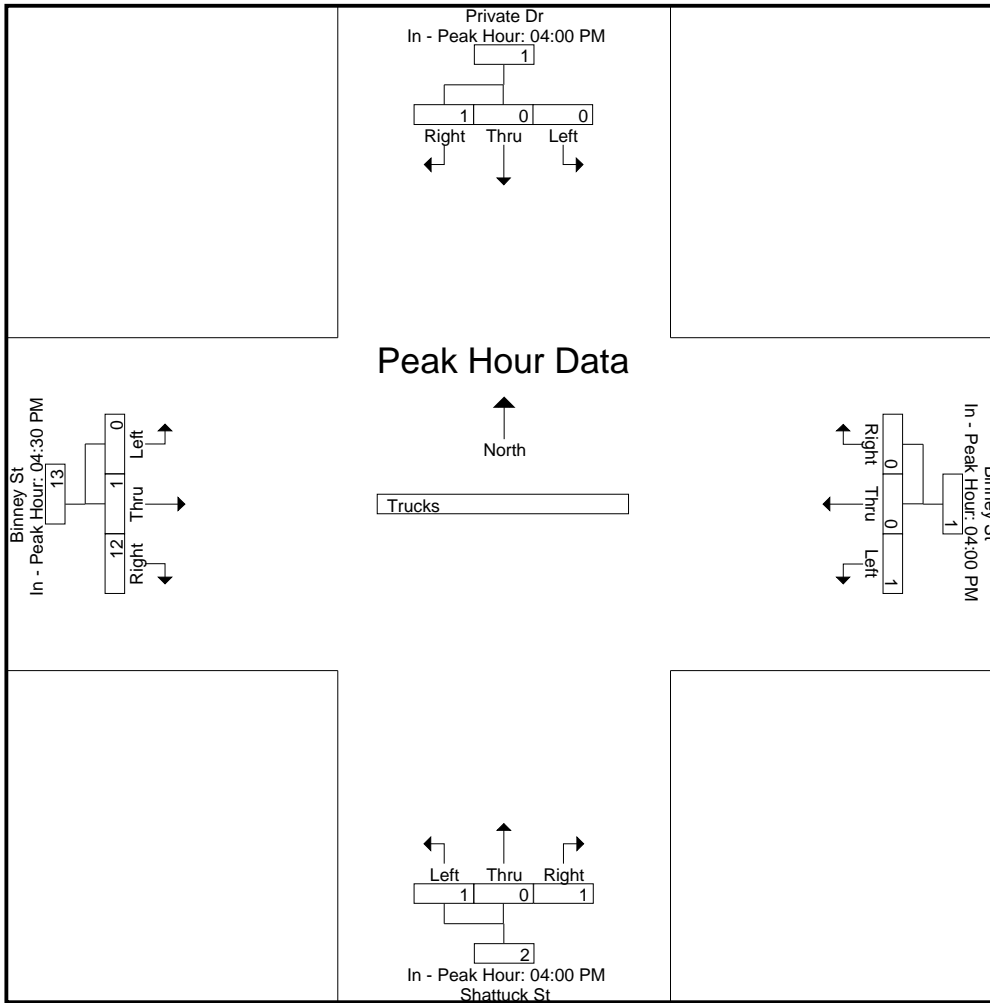 Private Dr
In - Peak Hour: 04:00 PM
1
1 0 0
Right Thru Left
Peak Hour Data
North
Trucks
Binney St
In - Peak Hour: 04:30 PM
13
0 1 12
Left Thru Right
Binney St
In - Peak Hour: 04:00 PM
1
0 0 1
Right Thru Left
Left Thru Right
1 0 1
2
In - Peak Hour: 04:00 PM
Shattuck St